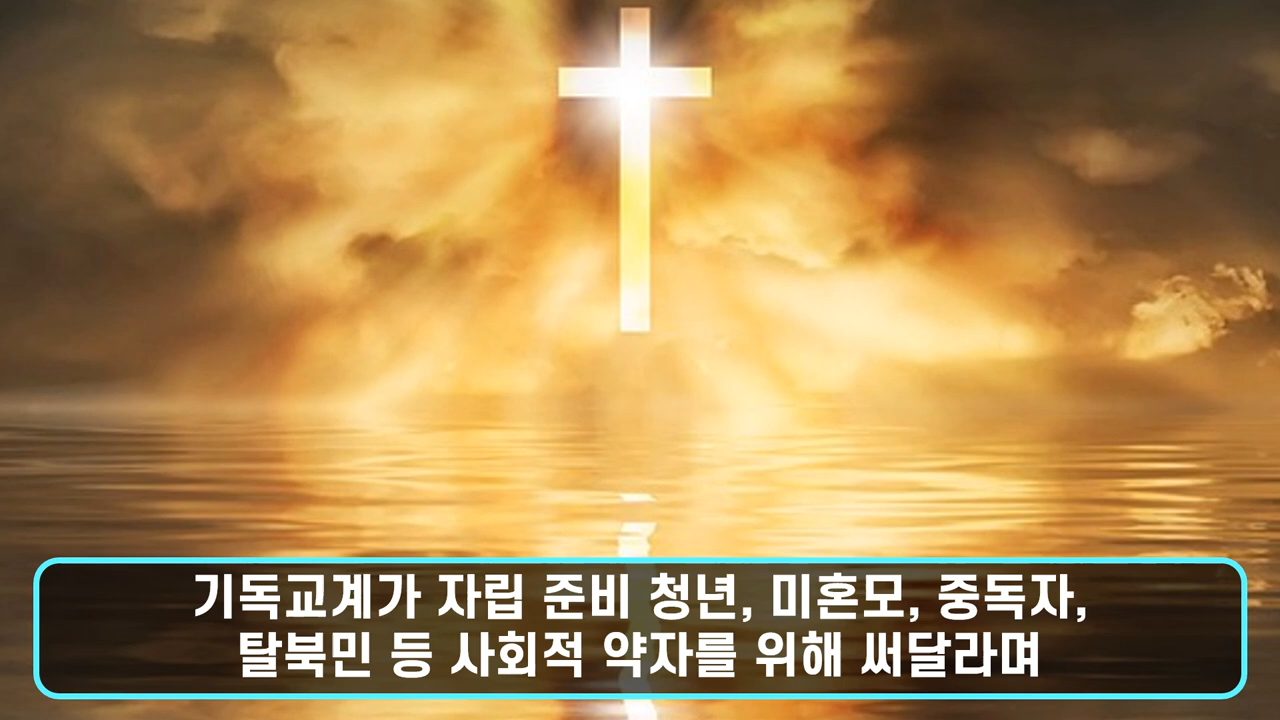 기독교계가 자립 준비 청년, 미혼모, 중독자,
탈북민 등 사회적 약자를 위해 써달라며